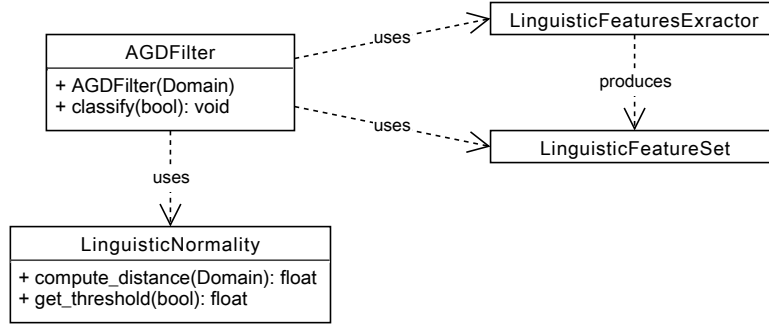 LinguisticFeaturesExractor
uses
AGDFilter
+ AGDFilter(Domain)
+ classify(bool): void
produces
uses
LinguisticFeatureSet
uses
LinguisticNormality
+ compute_distance(Domain): float
+ get_threshold(bool): float